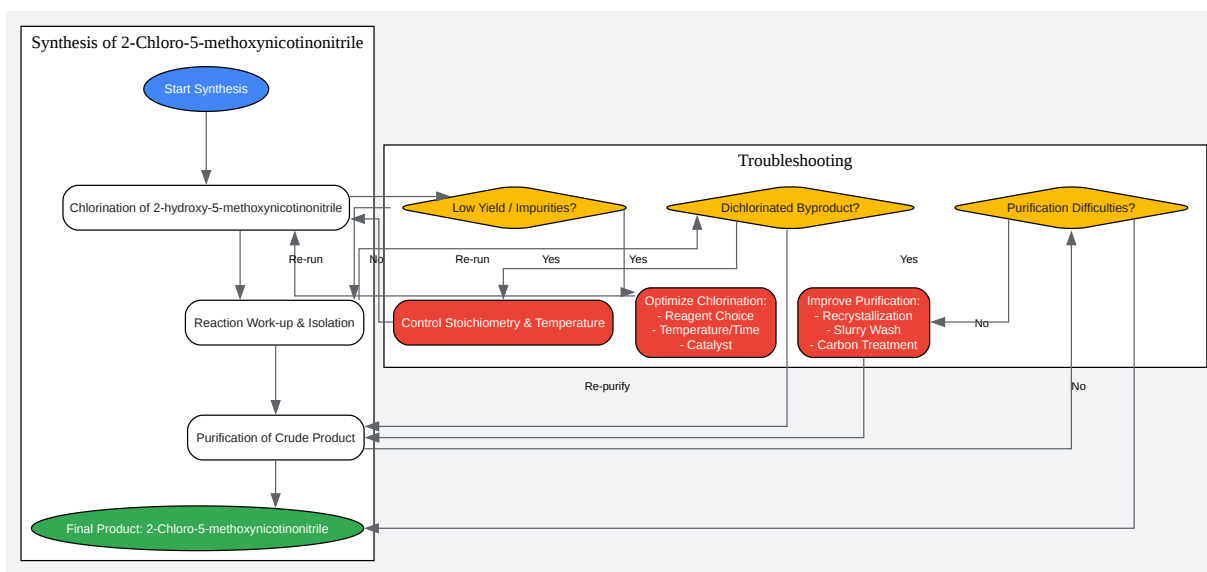 Synthesis of 2-Chloro-5-methoxynicotinonitrile
Start Synthesis
Troubleshooting
Chlorination of 2-hydroxy-5-methoxynicotinonitrile
Low Yield / Impurities?
Dichlorinated Byproduct?
Purification Difficulties?
Re-run
No
Re-run
Yes
Yes
Yes
Reaction Work-up & Isolation
Control Stoichiometry & Temperature
Optimize Chlorination:
- Reagent Choice
- Temperature/Time
- Catalyst
Improve Purification:
- Recrystallization
- Slurry Wash
- Carbon Treatment
No
Re-purify
No
Purification of Crude Product
Final Product: 2-Chloro-5-methoxynicotinonitrile